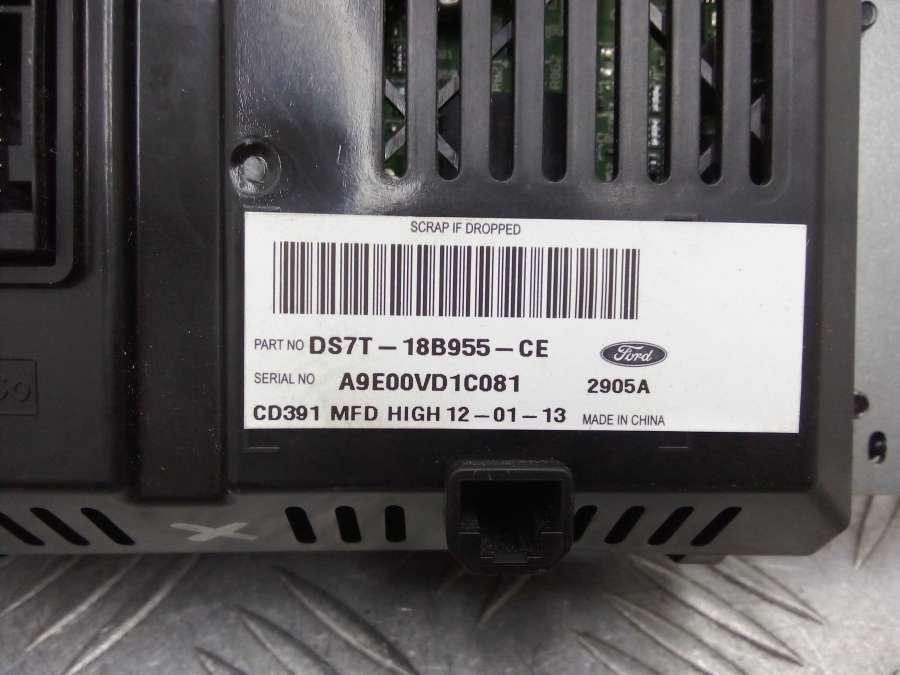 SCRAP IF DROPPED
PART NO DS7T-18B955-CE
Ford
SERIAL NO A9E00VD1C081 2905A
CD391 MFD HIGH 12-01-13 MADE IN CHINA